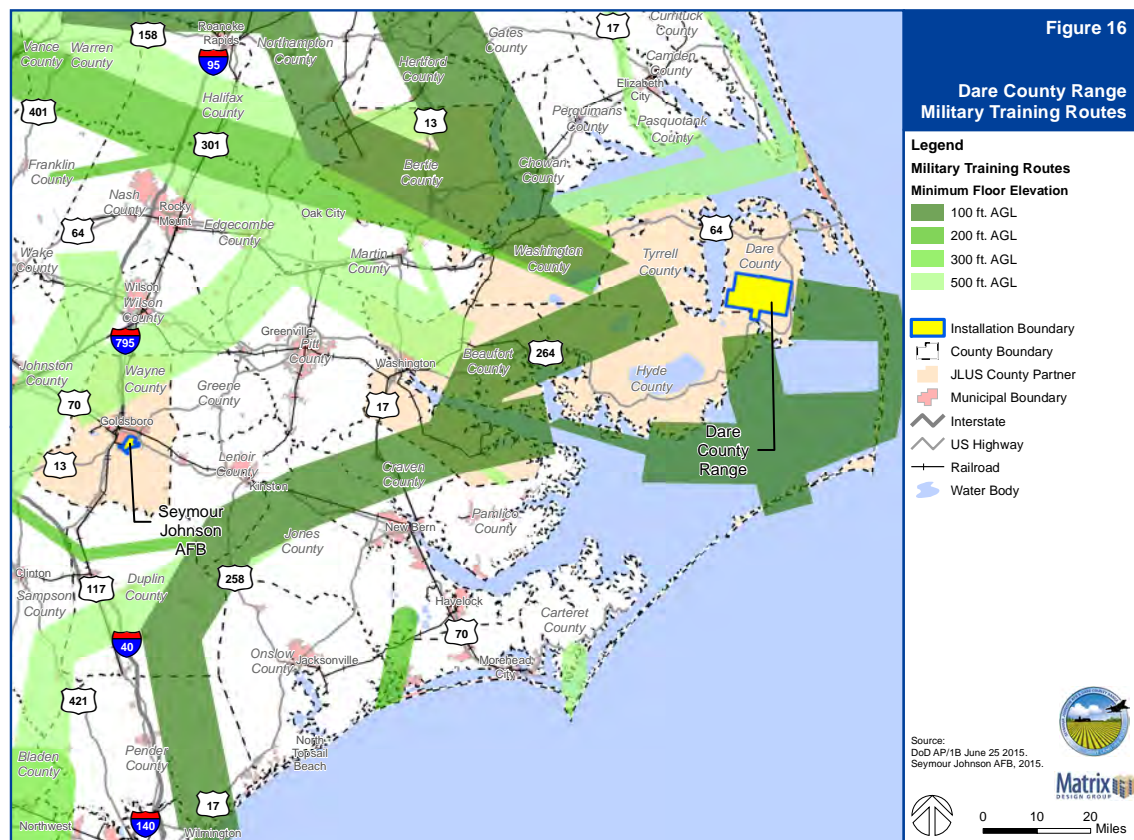 Figure 16
Dare County Range
Military Training Routes
Legend
Military Training Routes
Minimum Floor Elevation
100 ft. AGL
200 ft. AGL
300 ft. AGL
500 ft. AGL
Installation Boundary
County Boundary
JLUS County Partner
Municipal Boundary
Interstate
US Highway
Railroad
Water Body
Source:
DoD AP/1B June 25 2015.
Seymour Johnson AFB, 2015.
Matrix
DESIGN GROUP
0 10 20
Miles
158
Roanoke
Rapids
Northampton
County
Gates
County
17
Currituck
County
Vance
County
Warren
County
95
Hertford
County
Camden
County
Elizabeth
City
401
Halifax
County
13
Perquimans
County
Pasquotank
County
301
Franklin
County
Bertie
County
Chowan
County
Nash
County
Rocky
Mount
Edgecombe
County
Oak City
64
Wake
County
Martin
County
Washington
County
Tyrrell
County
64
Dare
County
Wilson
Wilson
County
795
Greenville
Pitt
County
Washington
Beaufort
County
264
Hyde
County
Johnston
County
Wayne
County
Greene
County
70
Goldsboro
17
13
Lenoir
County
Kinston
Craven
County
Dare
County
Range
Seymour
Johnson
AFB
Jones
County
New Bern
Pamlico
County
Clinton
Sampson
County
117
Duplin
County
258
Havelock
Carteret
County
40
Onslow
County
Jacksonville
70
Morehead
City
421
Pender
County
North
Topsail
Beach
Bladen
County
17
Northwest
140
Wilmington